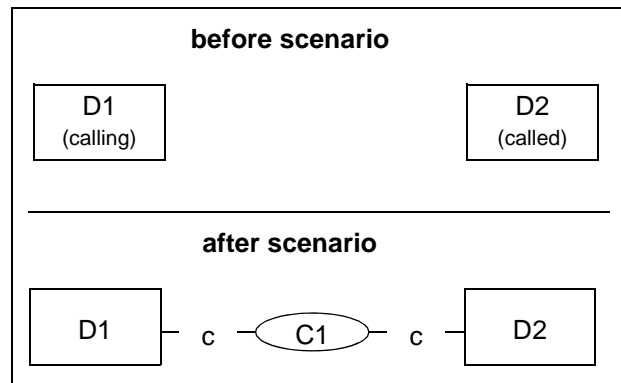 before scenario
D1 D2
(calling) (called)
after scenario
D1 c C1 c D2